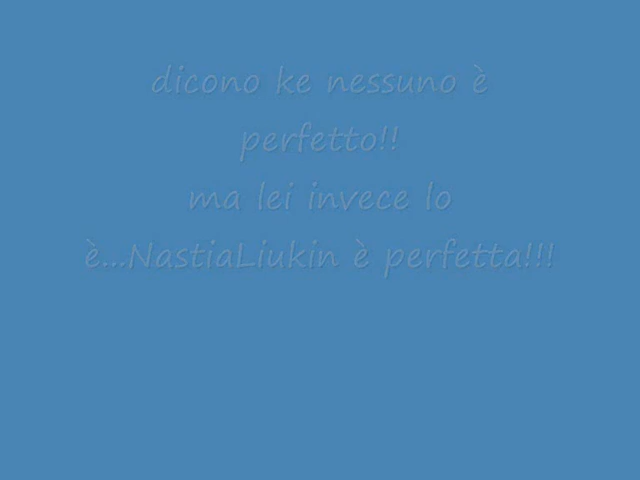 dicono ke nessuno è
perfetto!!
ma lei invece lo
è...NastiaLiukin è perfetta!!!